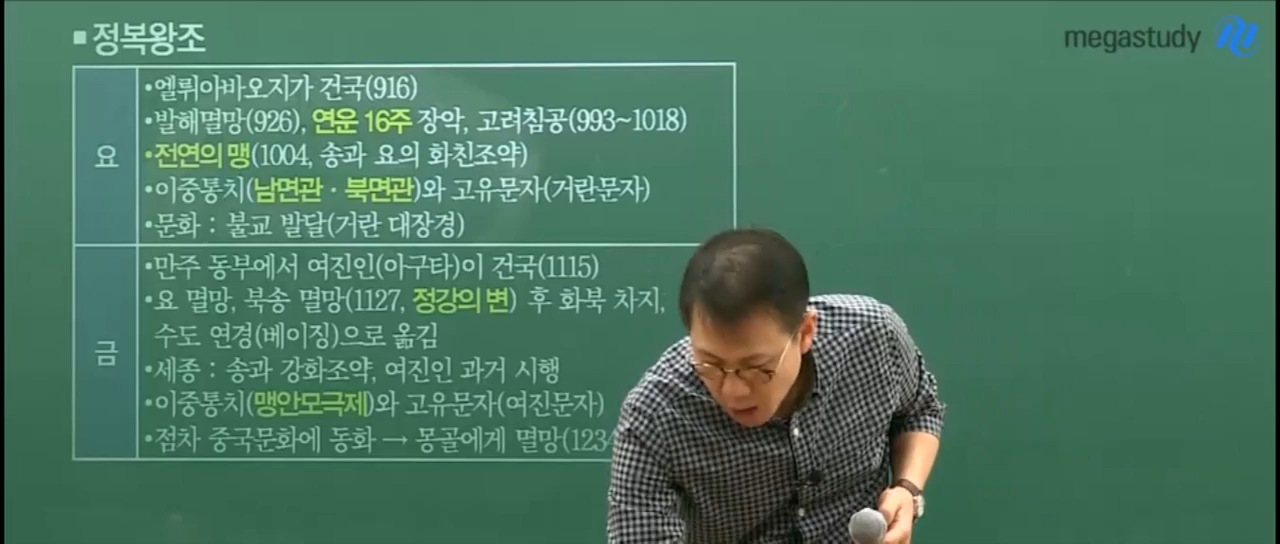 ▪정복왕조
megastudy
요
•엘뤼아바오지가 건국(916)
•발해멸망(926), 연운 16주 장악, 고려침공(993~1018)
•전연의 맹(1004, 송과 요의 화친조약)
•이중통치(남면관 · 북면관)와 고유문자(거란문자)
•문화 : 불교 발달(거란 대장경)
금
•만주 동부에서 여진인(아구타)이 건국(1115)
•요 멸망, 북송 멸망(1127, 정강의 변) 후 화북 차지,
수도 연경(베이징)으로 옮김
•세종 : 송과 강화조약, 여진인 과거 시행
•이중통치(맹안모극제)와 고유문자(여진문자)
•점차 중국문화에 동화 → 몽골에게 멸망(1234